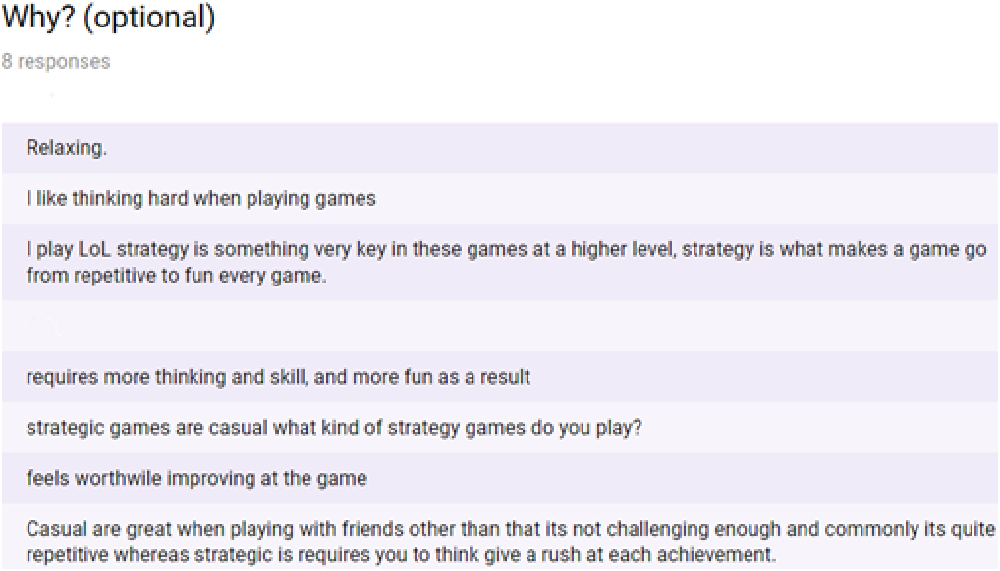 Why? (optional)
8 responses
Relaxing.
I like thinking hard when playing games
I play LoL strategy is something very key in these games at a higher level, strategy is what makes a game go
from repetitive to fun every game.
requires more thinking and skill, and more fun as a result
strategic games are casual what kind of strategy games do you play?
feels worthwile improving at the game
Casual are great when playing with friends other than that its not challenging enough and commonly its quite
repetitive whereas strategic is requires you to think give a rush at each achievement.